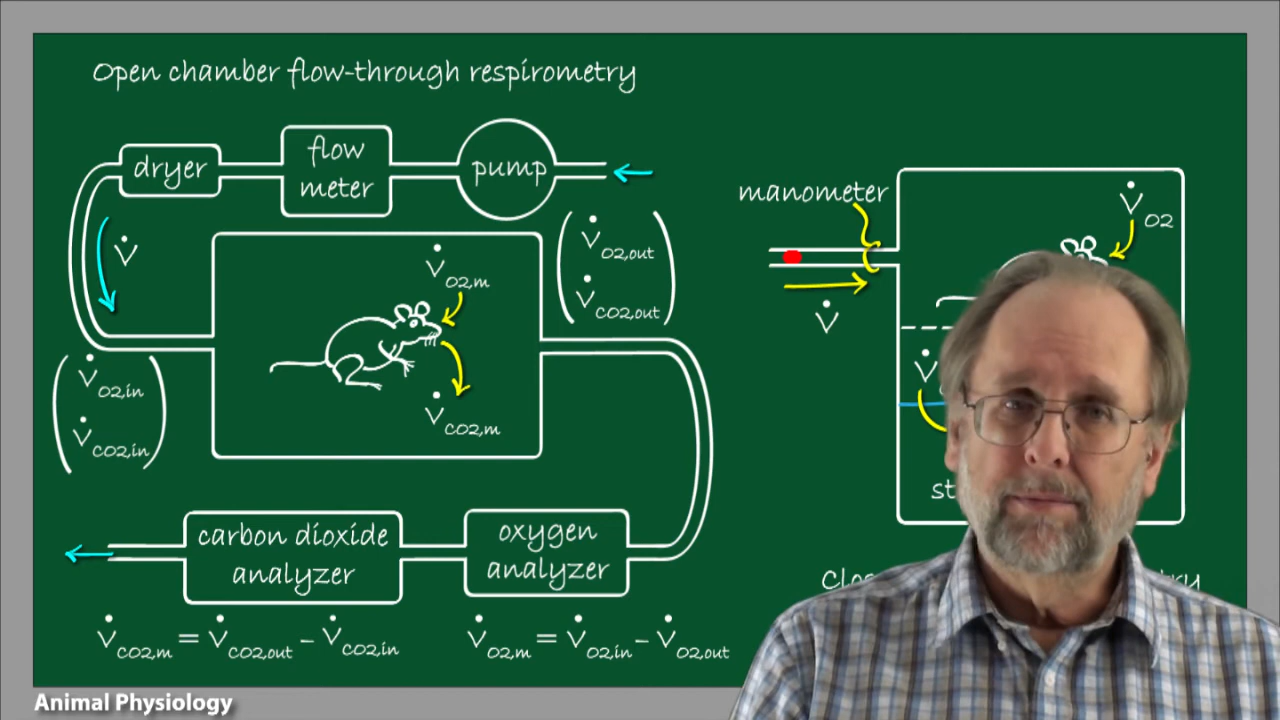 Open chamber flow-through respirometry
dryer
flow
meter
pump
V̇
V̇O2,out
V̇CO2,out
V̇O2,m
V̇CO2,m
V̇O2,in
V̇CO2,in
carbon dioxide
analyzer
oxygen
analyzer
V̇CO2,m = V̇CO2,out – V̇CO2,in
V̇O2,m = V̇O2,in – V̇O2,out
manometer
V̇O2
V̇
V̇
Animal Physiology